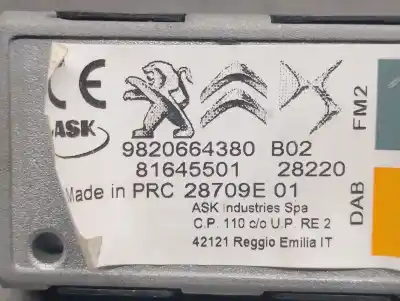 CE
ASK
9820664380 B02
81645501 28220
Made in PRC 28709E 01
ASK Industries Spa
C.P. 110 c/o U.P. RE 2
42121 Reggio Emilia IT
FM2
DAB